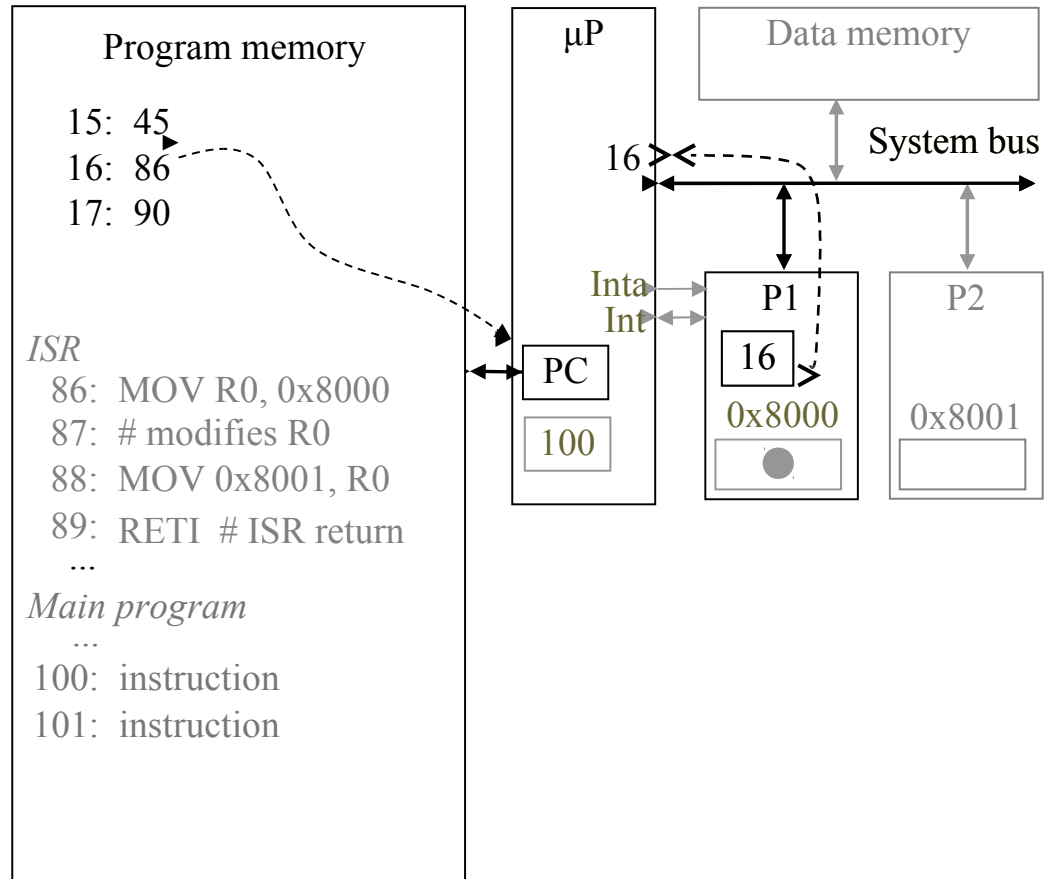 Program memory
15: 45
16: 86
17: 90
ISR
86: MOV R0, 0x8000
87: # modifies R0
88: MOV 0x8001, R0
89: RETI # ISR return
...
Main program
...
100: instruction
101: instruction
μP
16
Inta
Int
PC
100
Data memory
System bus
P1
16
0x8000
P2
0x8001